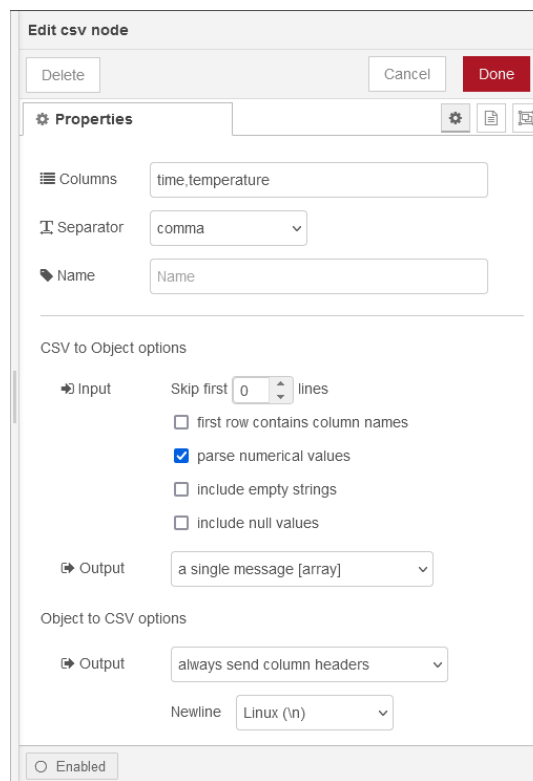 Edit csv node
Delete
Cancel
Done
Properties
Columns
time,temperature
Separator
comma
Name
Name
CSV to Object options
Input
Skip first 0 lines
first row contains column names
parse numerical values
include empty strings
include null values
Output
a single message [array]
Object to CSV options
Output
always send column headers
Newline
Linux (\n)
Enabled